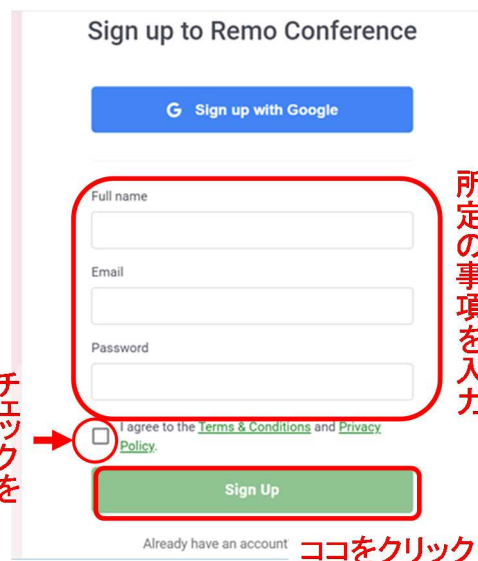 Sign up to Remo Conference
G Sign up with Google
Full name
所定の事項を入力
Email
Password
チェックを
I agree to the Terms & Conditions and Privacy
Policy.
Sign Up
Already have an account
ココをクリック